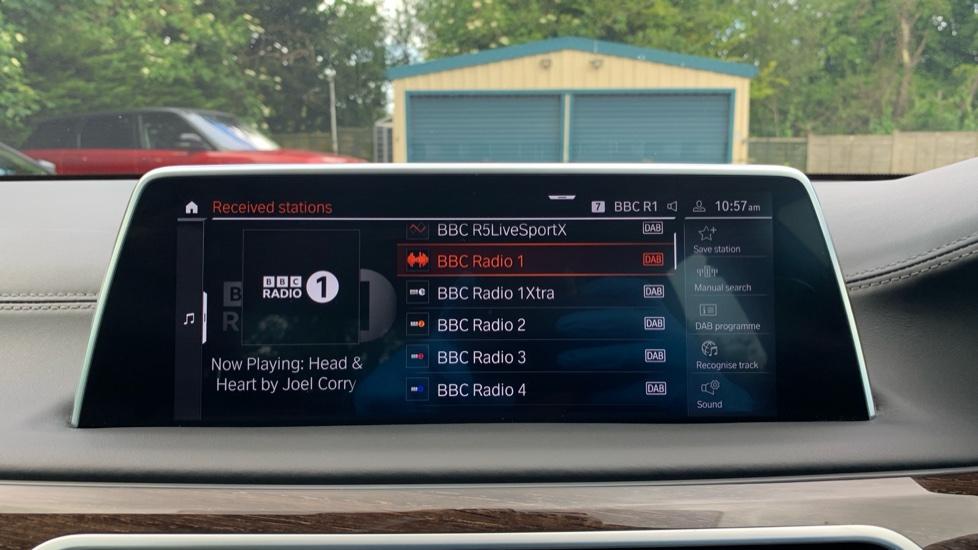 Received stations
7 BBC R1
10:57 am
BBC RADIO 1
Now Playing: Head &
Heart by Joel Corry
BBC R5LiveSportX DAB
BBC Radio 1 DAB
BBC Radio 1Xtra DAB
BBC Radio 2 DAB
BBC Radio 3 DAB
BBC Radio 4 DAB
Save station
Manual search
DAB programme
Recognise track
Sound